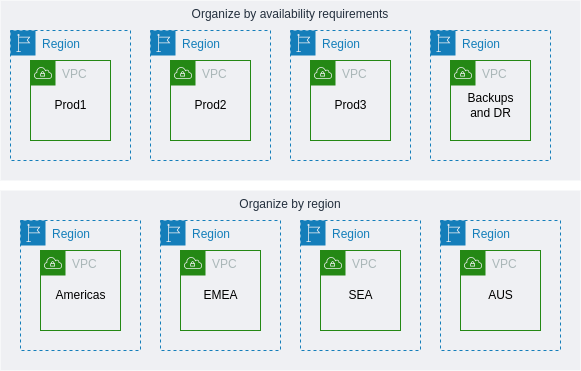 Organize by availability requirements
Region
Region
Region
Region
VPC
VPC
VPC
VPC
Prod1
Prod2
Prod3
Backups
and DR
Organize by region
Region
Region
Region
Region
VPC
VPC
VPC
VPC
Americas
EMEA
SEA
AUS